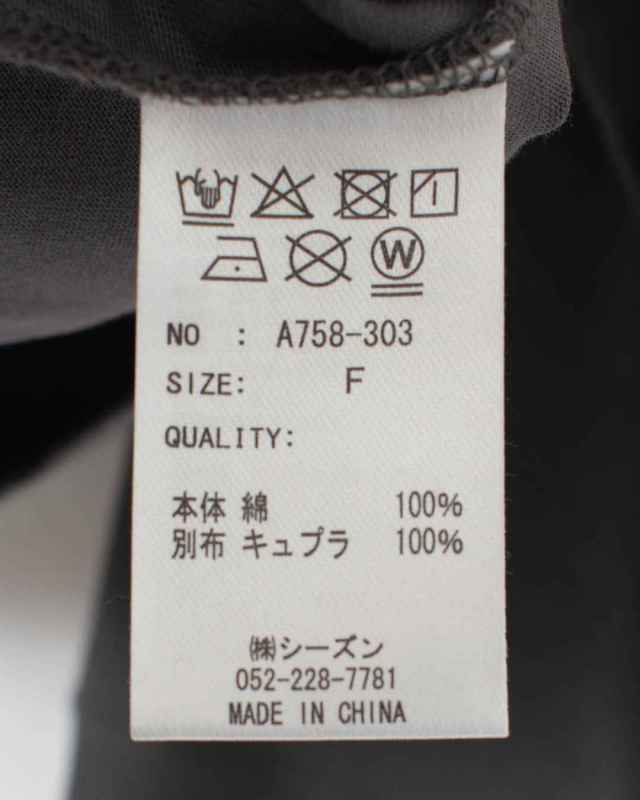 W
NO : A758-303
SIZE: F
QUALITY:
本体 綿 100%
別布 キュプラ 100%
㈱シーズン
052-228-7781
MADE IN CHINA